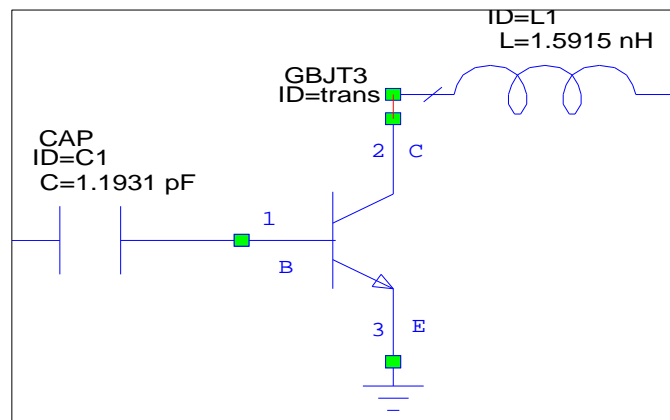 ID=L1
L=1.5915 nH
GBJT3
ID=trans
CAP
ID=C1
C=1.1931 pF
2 C
1
B
3 E